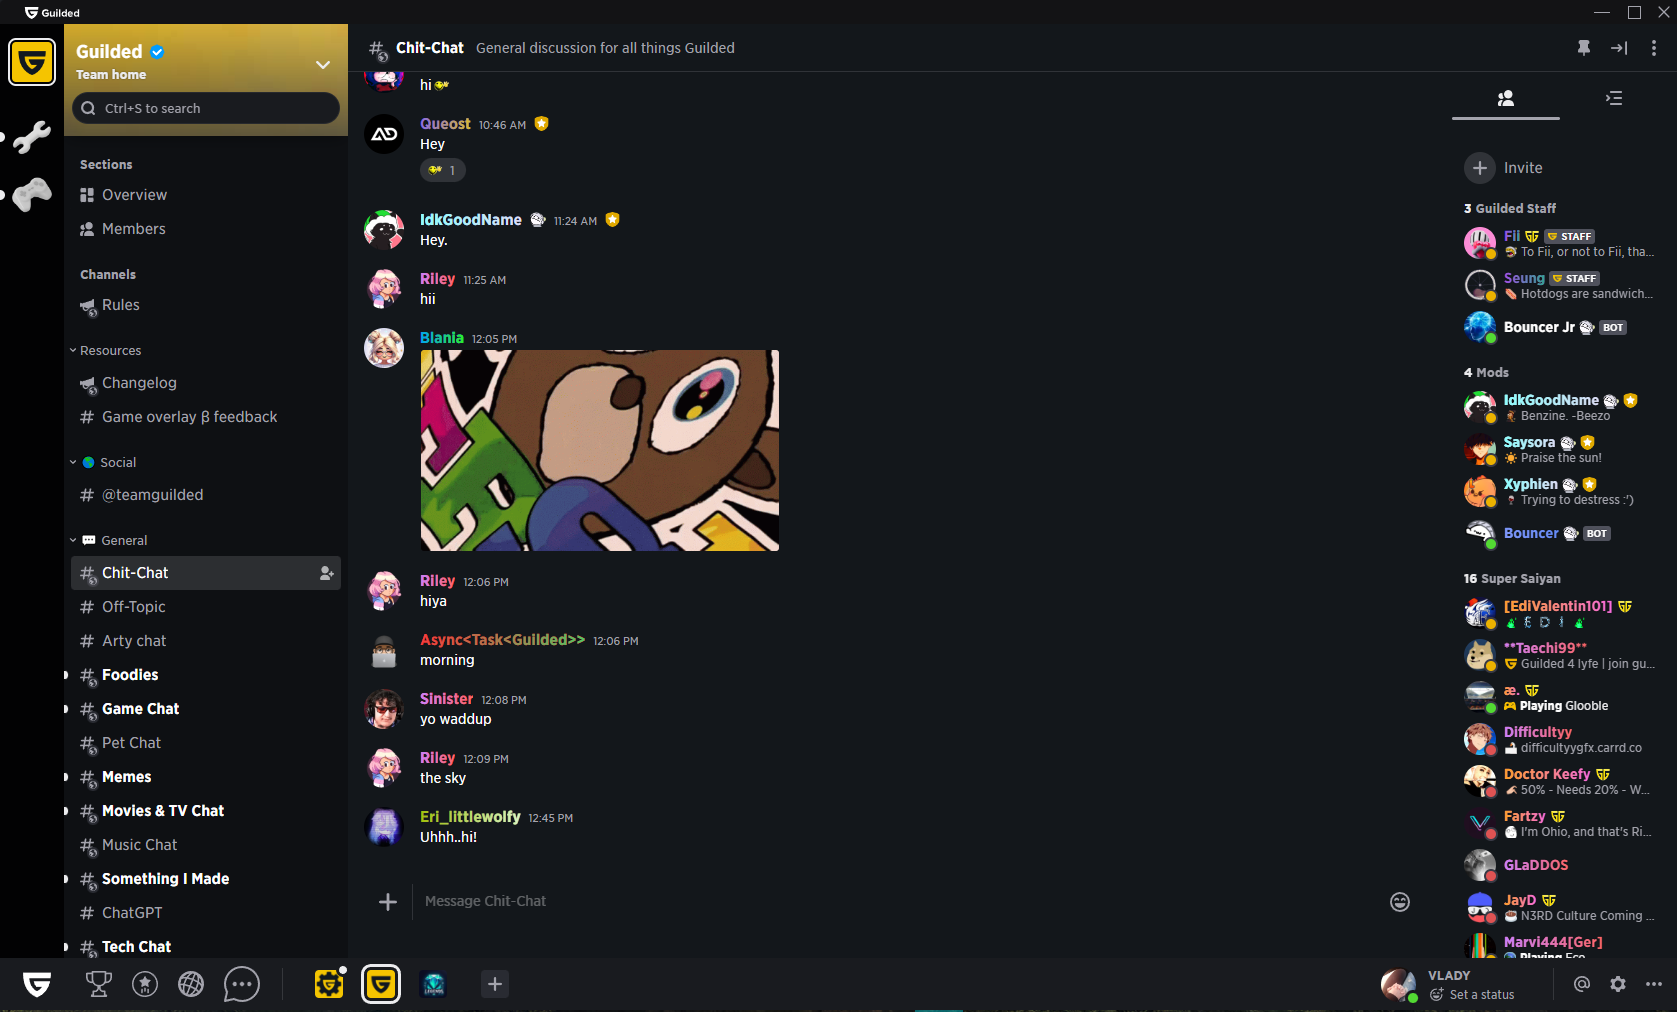 Guilded
Guilded
Team home
Ctrl+S to search
Sections
Overview
Members
Channels
Rules
Resources
Changelog
# Game overlay β feedback
Social
# @teamguilded
General
Chit-Chat
# Off-Topic
# Arty chat
Foodies
Game Chat
Pet Chat
Memes
Movies & TV Chat
Music Chat
Something I Made
# ChatGPT
Tech Chat
Chit-Chat General discussion for all things Guilded
hi
Queost 10:46 AM
Hey
1
IdkGoodName 11:24 AM
Hey.
Riley 11:25 AM
hii
Blania 12:05 PM
Riley 12:06 PM
hiya
Async<Task<Guilded>> 12:06 PM
morning
Sinister 12:08 PM
yo waddup
Riley 12:09 PM
the sky
Eri_littlewolfy 12:45 PM
Uhhh..hi!
Message Chit-Chat
Invite
3 Guilded Staff
Fii STAFF
To Fii, or not to Fii, tha...
Seung STAFF
Hotdogs are sandwich...
Bouncer Jr BOT
4 Mods
IdkGoodName
Benzine. -Beezo
Saysora
Praise the sun!
Xyphien
Trying to destress :')
Bouncer BOT
16 Super Saiyan
[EdiValentin101]
E D I
**Taechi99**
Guilded 4 lyfe | join gu...
æ.
Playing Glooble
Difficultyy
difficultyygfx.carrd.co
Doctor Keefy
50% - Needs 20% - W...
Fartzy
I'm Ohio, and that's Ri...
GLaDDOS
JayD
N3RD Culture Coming ...
Marvi444[Ger]
Playing Eco
VLADY
Set a status